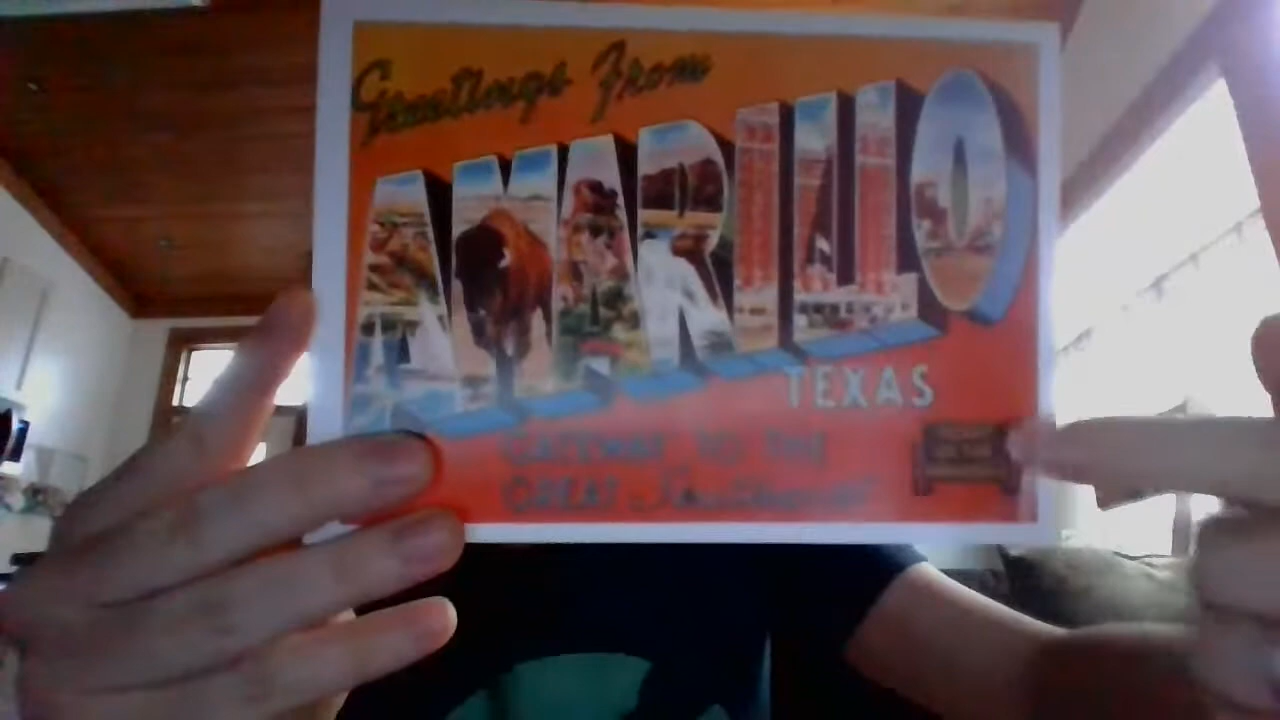 Greetings From
AMARILLO
TEXAS
GATEWAY TO THE
GREAT Southwest